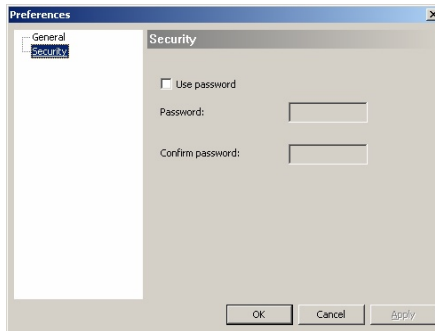 Preferences
General
Security
Security
Use password
Password:
Confirm password:
OK
Cancel
Apply